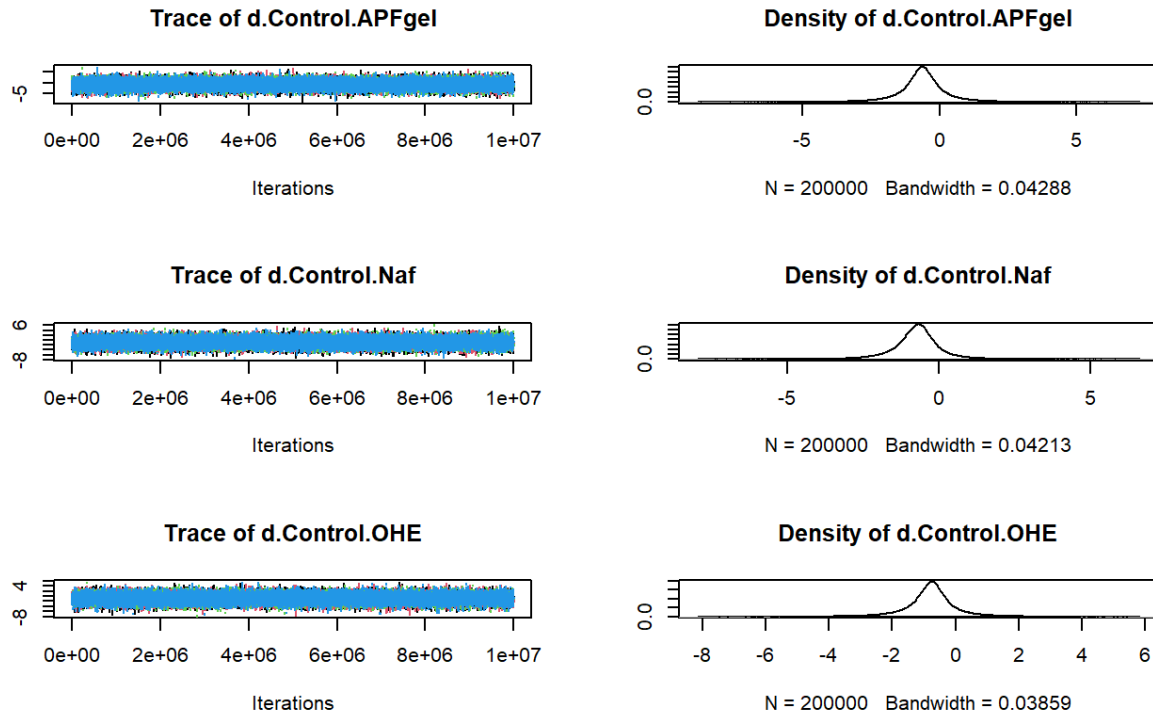 Trace of d.Control.APFgel
-5
0e+00 2e+06 4e+06 6e+06 8e+06 1e+07
Iterations
Density of d.Control.APFgel
0.0
-5 0 5
N = 200000 Bandwidth = 0.04288
Trace of d.Control.Naf
6
-8
0e+00 2e+06 4e+06 6e+06 8e+06 1e+07
Iterations
Density of d.Control.Naf
0.0
-5 0 5
N = 200000 Bandwidth = 0.04213
Trace of d.Control.OHE
4
-8
0e+00 2e+06 4e+06 6e+06 8e+06 1e+07
Iterations
Density of d.Control.OHE
0.0
-8 -6 -4 -2 0 2 4 6
N = 200000 Bandwidth = 0.03859